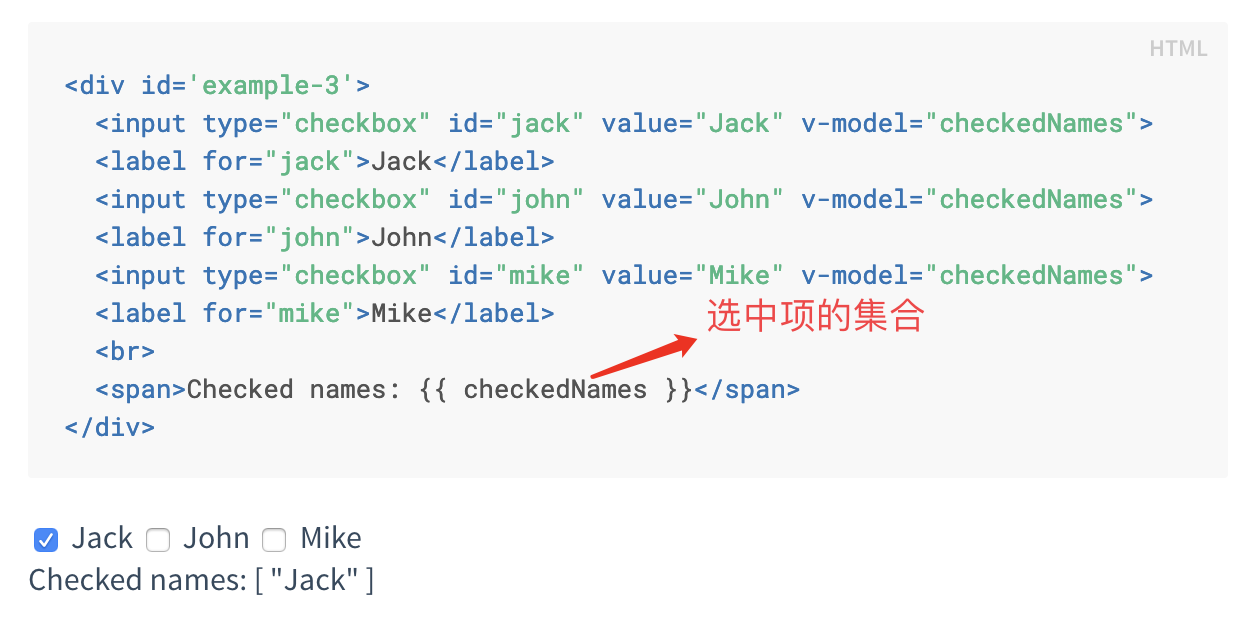 HTML
<div id='example-3'>
<input type="checkbox" id="jack" value="Jack" v-model="checkedNames">
<label for="jack">Jack</label>
<input type="checkbox" id="john" value="John" v-model="checkedNames">
<label for="john">John</label>
<input type="checkbox" id="mike" value="Mike" v-model="checkedNames">
<label for="mike">Mike</label>
选中项的集合
<br>
<span>Checked names: {{ checkedNames }}</span>
</div>
Jack John Mike
Checked names: [ "Jack" ]